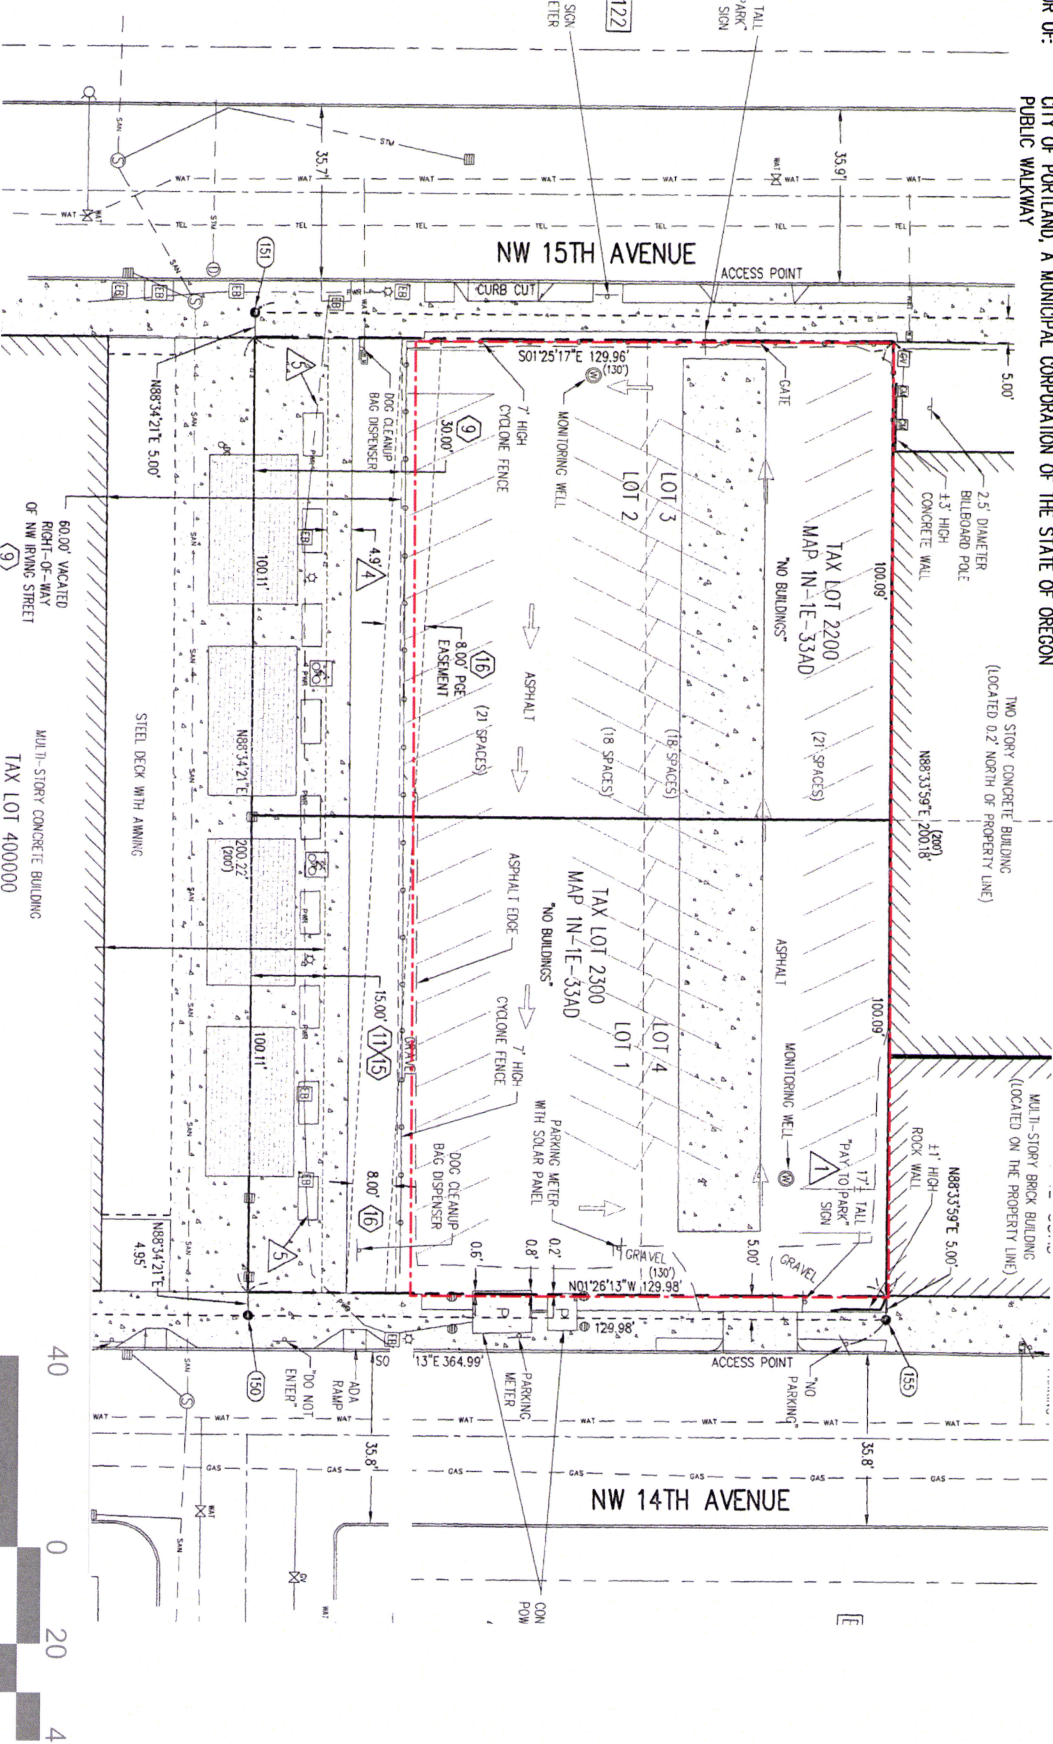 CITY OF PORTLAND, A MUNICIPAL CORPORATION OF THE STATE OF OREGON
PUBLIC WALKWAY
OR OF:
TALL
PARK"
SIGN
122
SIGN
ETER
NW 15TH AVENUE
35.7'
35.9'
ACCESS POINT
CURB CUT
5.00'
151
N88°34'21"E 5.00'
S01°25'17"E 129.96'
(130')
GATE
MONITORING WELL
7' HIGH
CYCLONE FENCE
DOG CLEANUP
BAG DISPENSER
9
30.00'
5
4.9'
4
2.5' DIAMETER
BILLBOARD POLE
±3' HIGH
CONCRETE WALL
TWO STORY CONCRETE BUILDING
(LOCATED 0.2' NORTH OF PROPERTY LINE)
100.09'
N88°33'59"E 200.18'
(200')
TAX LOT 2200
MAP 1N-1E-33AD
"NO BUILDINGS"
LOT 3
LOT 2
(21 SPACES)
(18 SPACES)
(18 SPACES)
(21 SPACES)
16
8.00' PGE
EASEMENT
ASPHALT
60.00' VACATED
RIGHT-OF-WAY
OF NW IRVING STREET
9
100.11'
N88°34'21"E
200.22'
(200')
STEEL DECK WITH AWNING
MULTI-STORY CONCRETE BUILDING
TAX LOT 400000
TAX LOT 2300
MAP 1N-1E-33AD
"NO BUILDINGS"
LOT 4
LOT 1
ASPHALT
ASPHALT EDGE
7' HIGH
CYCLONE FENCE
15.00'
11
15
GRAVEL
100.09'
100.11'
MONITORING WELL
MULTI-STORY BRICK BUILDING
(LOCATED ON THE PROPERTY LINE)
±1' HIGH
ROCK WALL
N88°33'59"E 5.00'
17'± TALL
"PAY TO PARK"
SIGN
1
PARKING METER
WITH SOLAR PANEL
DOG CLEANUP
BAG DISPENSER
8.00'
16
5
N88°34'21"E
4.95'
0.6'
0.8'
0.2'
GRAVEL
(130')
N01°26'13"W 129.98'
5.00'
GRAVEL
129.98'
13"E 364.99'
ACCESS POINT
"NO
PARKING"
155
150
"DO NOT
ENTER"
ADA
RAMP
PARKING
METER
35.8'
35.8'
NW 14TH AVENUE
CON
POW
40
0
20
4